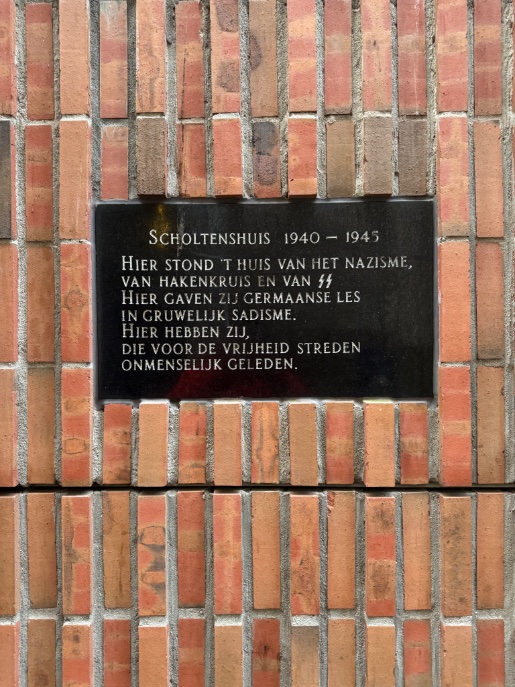 SCHOLTENSHUIS 1940 – 1945
HIER STOND 'T HUIS VAN HET NAZISME,
VAN HAKENKRUIS EN VAN ᛋᛋ
HIER GAVEN ZIJ GERMAANSE LES
IN GRUWELIJK SADISME.
HIER HEBBEN ZIJ,
DIE VOOR DE VRIJHEID STREDEN
ONMENSELIJK GELEDEN.